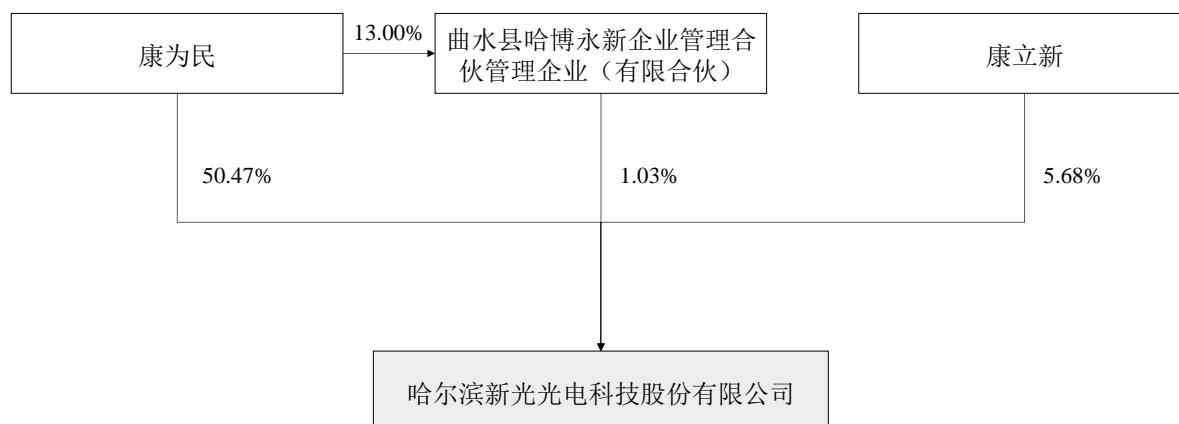 康为民
13.00%
曲水县哈博永新企业管理合
伙管理企业（有限合伙）
康立新
50.47%
1.03%
5.68%
哈尔滨新光光电科技股份有限公司